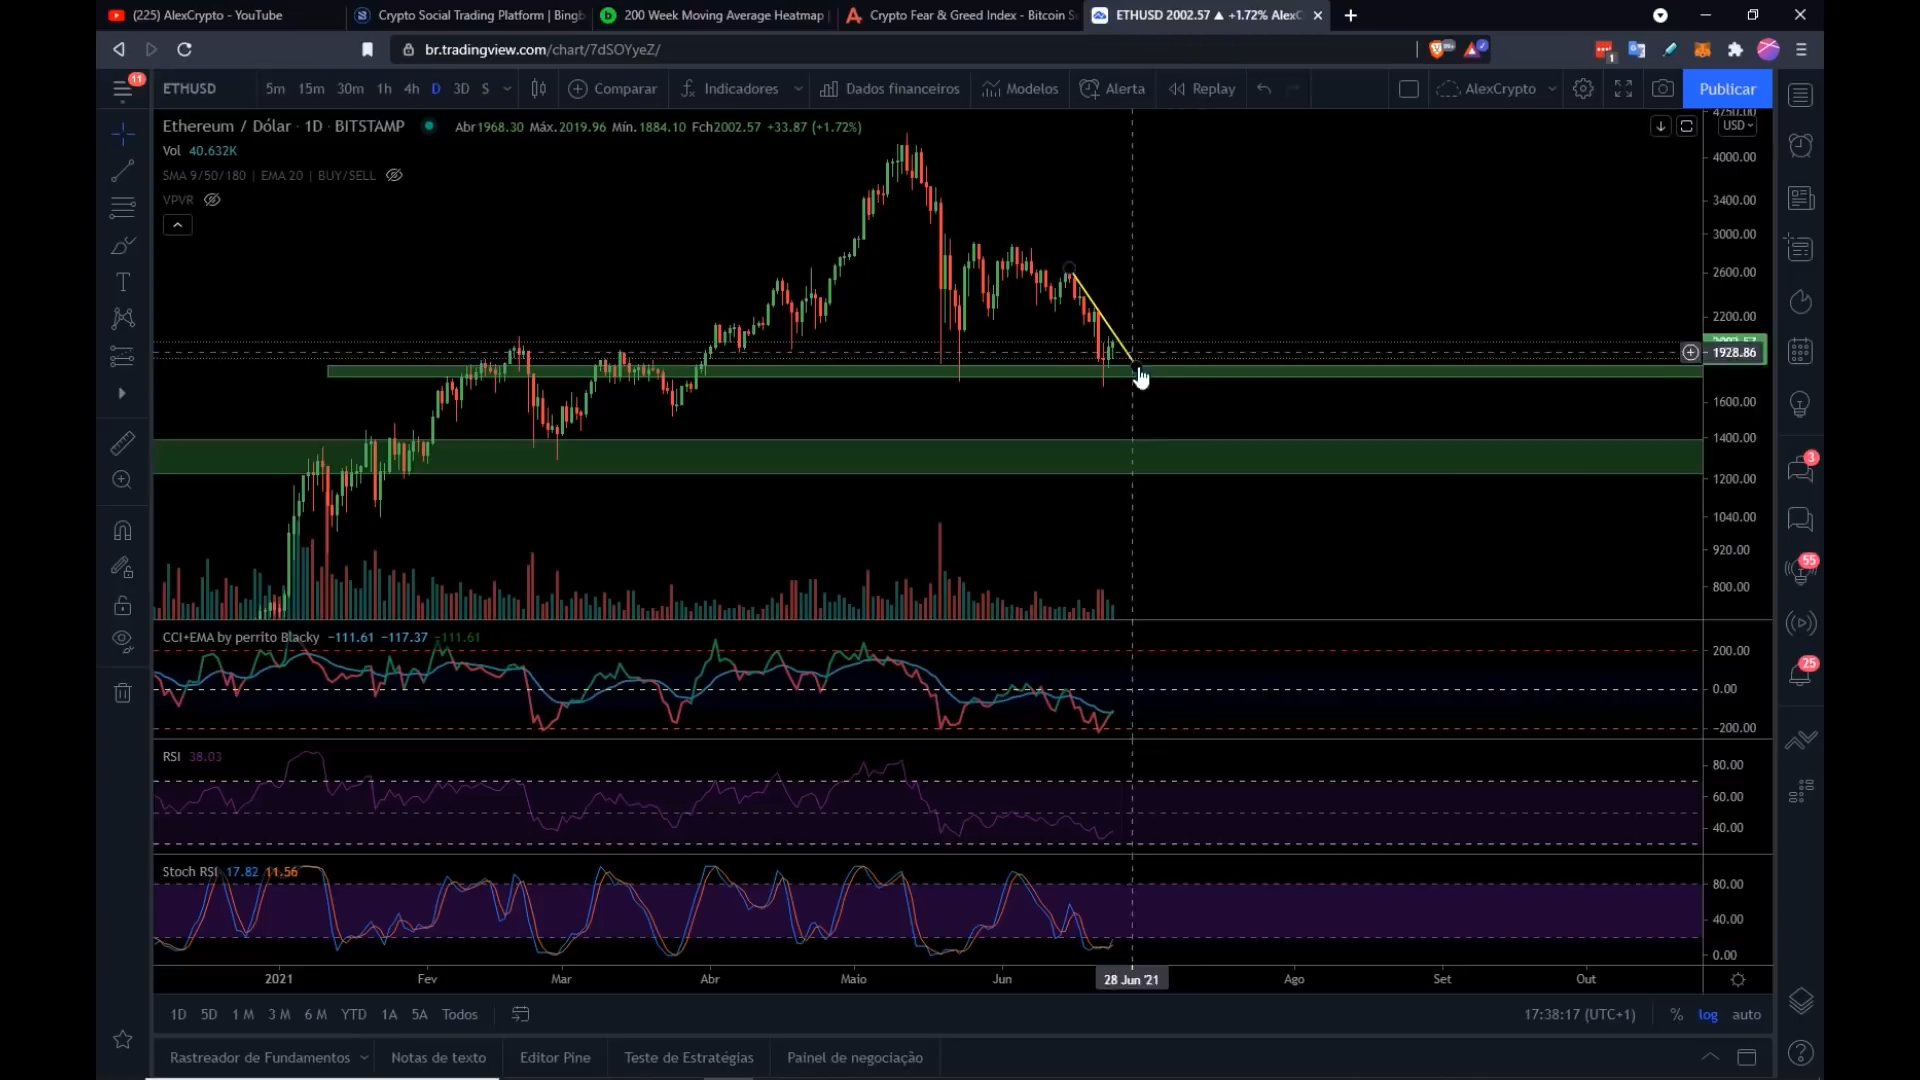 (225) AlexCrypto - YouTube
Crypto Social Trading Platform | Bingb
200 Week Moving Average Heatmap
Crypto Fear & Greed Index - Bitcoin S
ETHUSD 2002.57 ▲ +1.72% AlexC
br.tradingview.com/chart/7dSOYyeZ/
11
ETHUSD
5m 15m 30m 1h 4h D 3D S
Comparar
Indicadores
Dados financeiros
Modelos
Alerta
Replay
AlexCrypto
Publicar
Ethereum / Dólar · 1D · BITSTAMP
Abr1968.30 Máx.2019.96 Mín.1884.10 Fch2002.57 +33.87 (+1.72%)
USD
Vol 40.632K
SMA 9/50/180 | EMA 20 | BUY/SELL
VPVR
4000.00
3400.00
3000.00
2600.00
2200.00
1928.86
1600.00
1400.00
1200.00
1040.00
920.00
800.00
3
55
25
CCI+EMA by perrito Blacky -111.61 -117.37 -111.61
200.00
0.00
-200.00
RSI 38.03
80.00
60.00
40.00
Stoch RSI 17.82 11.56
80.00
40.00
0.00
2021 Fev Mar Abr Maio Jun 28 Jun '21 Ago Set Out
1D 5D 1 M 3 M 6 M YTD 1A 5A Todos
17:38:17 (UTC+1) % log auto
Rastreador de Fundamentos Notas de texto Editor Pine Teste de Estratégias Painel de negociação